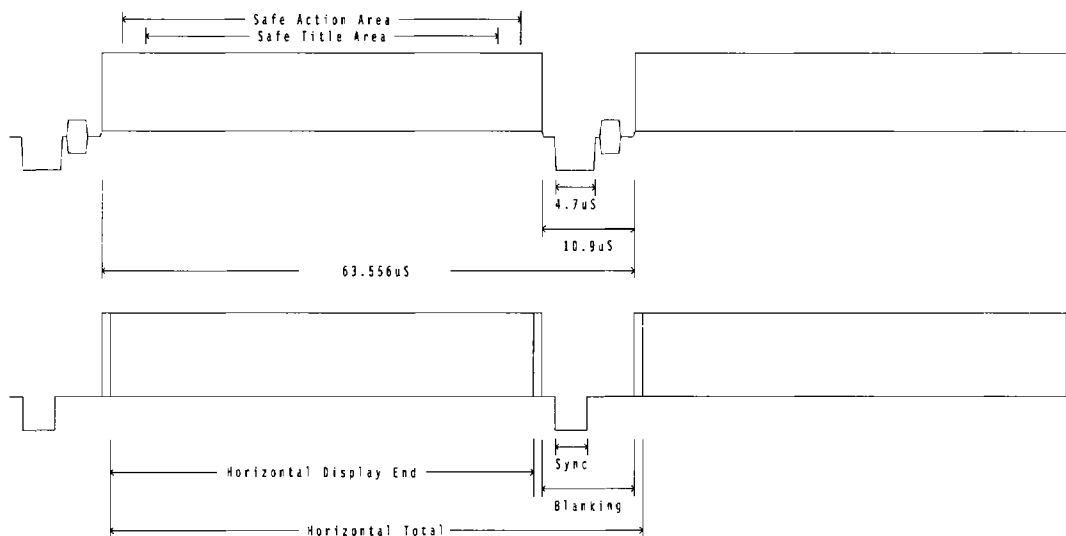 Safe Action Area
Safe Title Area
4.7uS
10.9uS
63.556uS
Sync
Horizontal Display End
Blanking
Horizontal Total